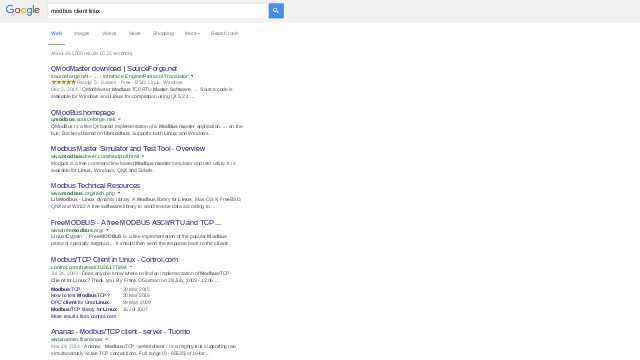 Google
modbus client linux
Web Images Videos News Shopping More Search tools
About 461,000 results (0.25 seconds)
QModMaster download | SourceForge.net
sourceforge.net › ... › Interface Engine/Protocol Translator
Rating: 5 - 8 votes - Free - BSD, Linux, Windows
Dec 2, 2014 - QModMaster Modbus TCP,RTU Master Software. ... Source code is
available for Windows and Linux for compilation using Qt 5.2.1 ...
QModBus homepage
qmodbus.sourceforge.net/
QModBus is a free Qt-based implementation of a ModBus master application. ... on the
bus; Backend based on libmodbus; Supports both Linux and Windows.
Modbus Master Simulator and Test Tool - Overview
www.modbusdriver.com/modpoll.html
Modpoll is a free command line based Modbus master simulator and test utility. It is
available for Linux, Windows, QNX and Solaris.
Modbus Technical Resources
www.modbus.org/tech.php
LibModbus - Linux dynamic library. A Modbus library for Linux, Mac OS X FreeBSD,
QNX and Win32 A free software library to send/receive data according to ...
FreeMODBUS - A free MODBUS ASCII/RTU and TCP ...
www.freemodbus.org/
Linux/Cygwin ... FreeMODBUS is a free implementation of the popular Modbus
protocol specially targeted ... It should then send the response back to the client.
Modbus/TCP Client in Linux - Control.com
control.com/thread/1026177894
Jul 24, 2003 - Does anyone know where to find an implementation of Modbus/TCP
Client for Linux? Thank you. By Frank O'Gorman on 28 July, 2003 - 12:06 ...
Modbus TCP 20 Mar 2015
How to test Modbus TCP? 20 Mar 2015
OPC client for Unix/Linux. 29 May 2009
Modbus/TCP library for Linux 15 Jul 2007
More results from control.com
Ananas - Modbus/TCP client - server - Tuomio
www.tuomio.fi/ananas/
Mar 29, 2014 - Ananas - Modbus/TCP - server/client - is a mighty fruit supporting two
simultaneously active TCP connections. Full range (0 - 65535) of 16-bit ...